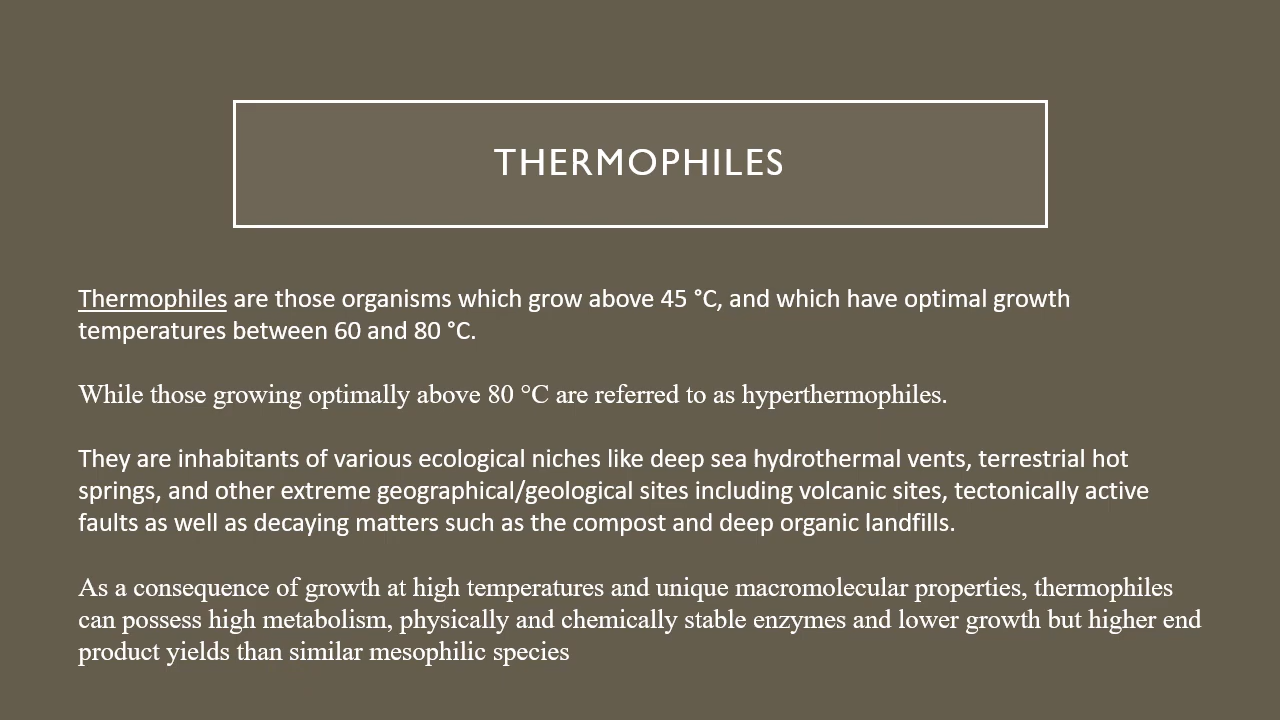 THERMOPHILES
Thermophiles are those organisms which grow above 45 °C, and which have optimal growth
temperatures between 60 and 80 °C.
While those growing optimally above 80 °C are referred to as hyperthermophiles.
They are inhabitants of various ecological niches like deep sea hydrothermal vents, terrestrial hot
springs, and other extreme geographical/geological sites including volcanic sites, tectonically active
faults as well as decaying matters such as the compost and deep organic landfills.
As a consequence of growth at high temperatures and unique macromolecular properties, thermophiles
can possess high metabolism, physically and chemically stable enzymes and lower growth but higher end
product yields than similar mesophilic species